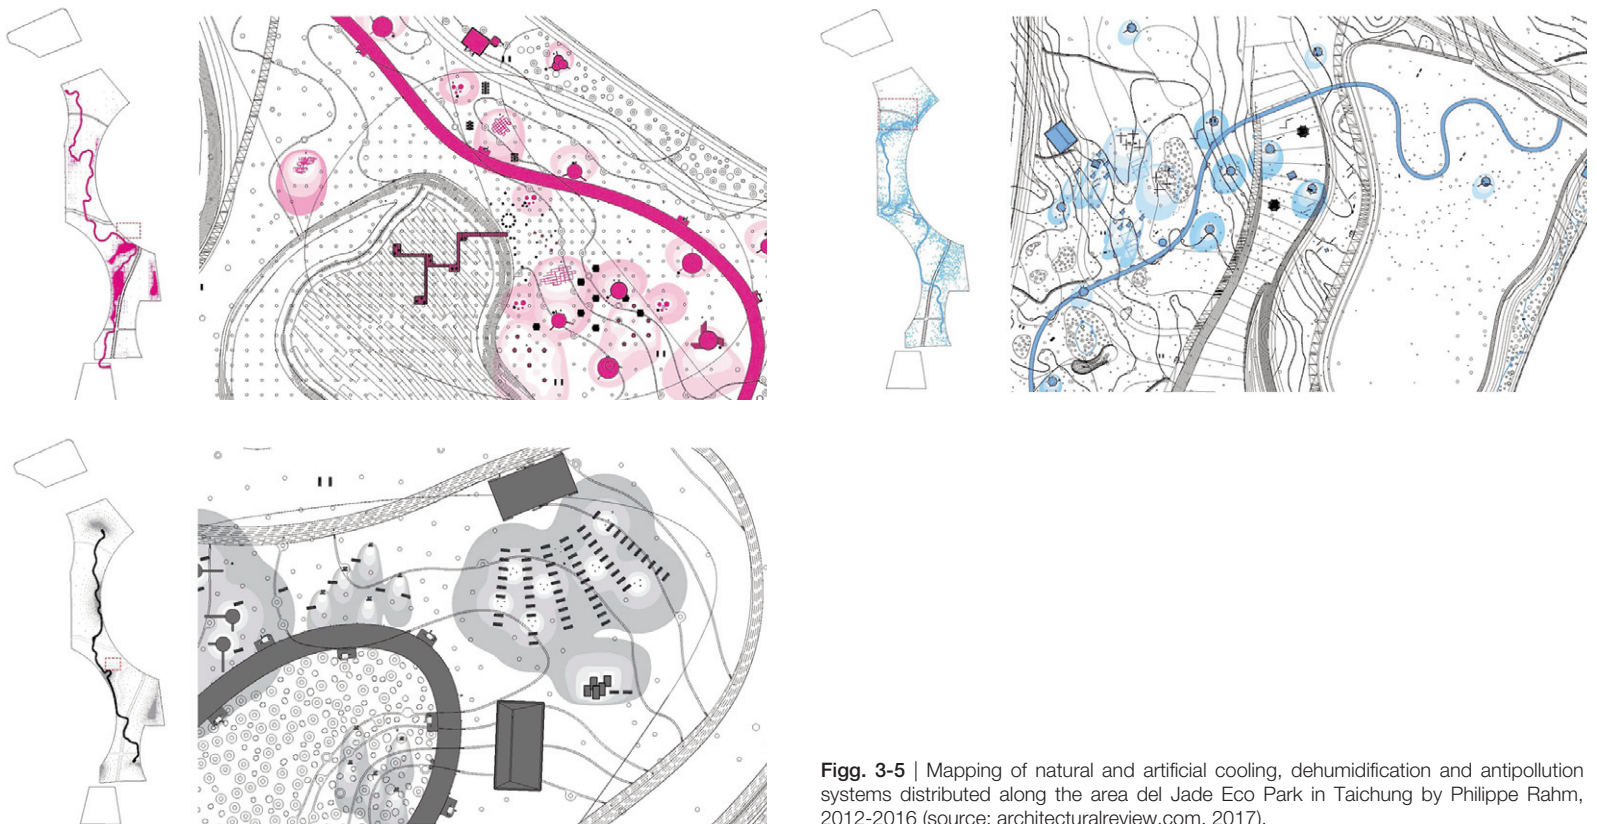 Figg. 3-5 | Mapping of natural and artificial cooling, dehumidification and antipollution
systems distributed along the area del Jade Eco Park in Taichung by Philippe Rahm,
2012-2016 (source: architecturalreview.com, 2017).